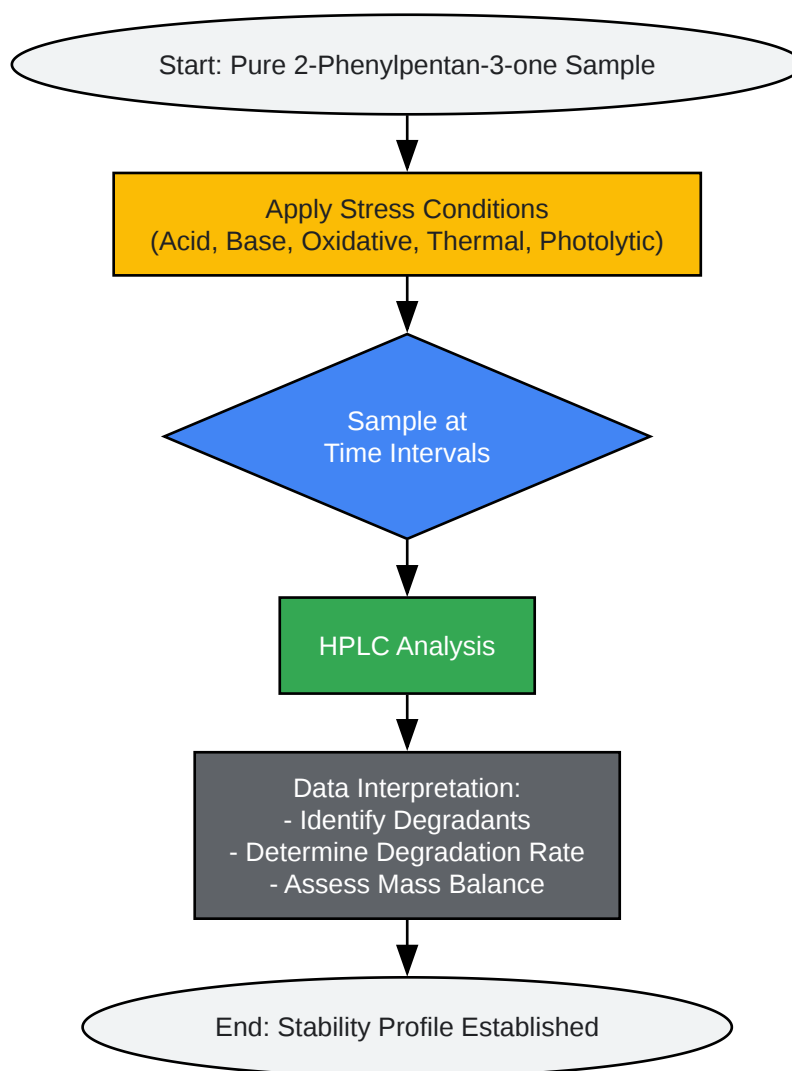 Start: Pure 2-Phenylpentan-3-one Sample
Apply Stress Conditions
(Acid, Base, Oxidative, Thermal, Photolytic)
Sample at
Time Intervals
HPLC Analysis
Data Interpretation:
- Identify Degradants
- Determine Degradation Rate
- Assess Mass Balance
End: Stability Profile Established